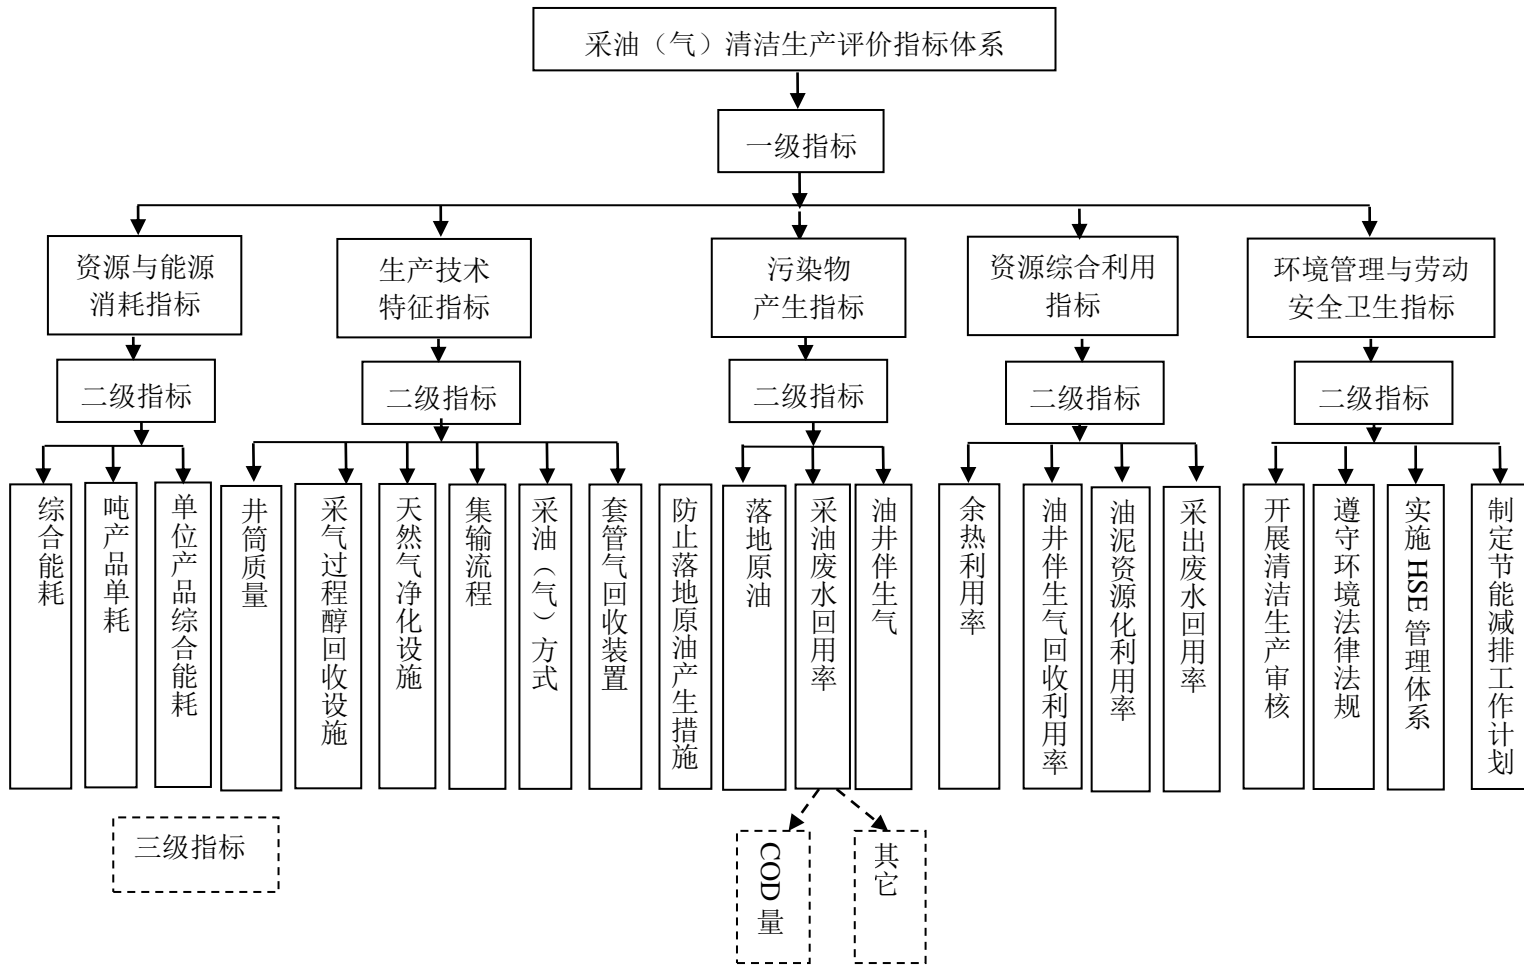 采油（气）清洁生产评价指标体系
一级指标
资源与能源
消耗指标
生产技术
特征指标
污染物
产生指标
资源综合利用
指标
环境管理与劳动
安全卫生指标
二级指标
二级指标
二级指标
二级指标
二级指标
综合能耗
吨产品单耗
单位产品综合能耗
井筒质量
采气过程醇回收设施
天然气净化设施
集输流程
采油（气）方式
套管气回收装置
防止落地原油产生措施
落地原油
采油废水回用率
油井伴生气
余热利用率
油井伴生气回收利用率
油泥资源化利用率
采出废水回用率
开展清洁生产审核
遵守环境法律法规
实施 HSE 管理体系
制定节能减排工作计划
三级指标
COD 量
其它